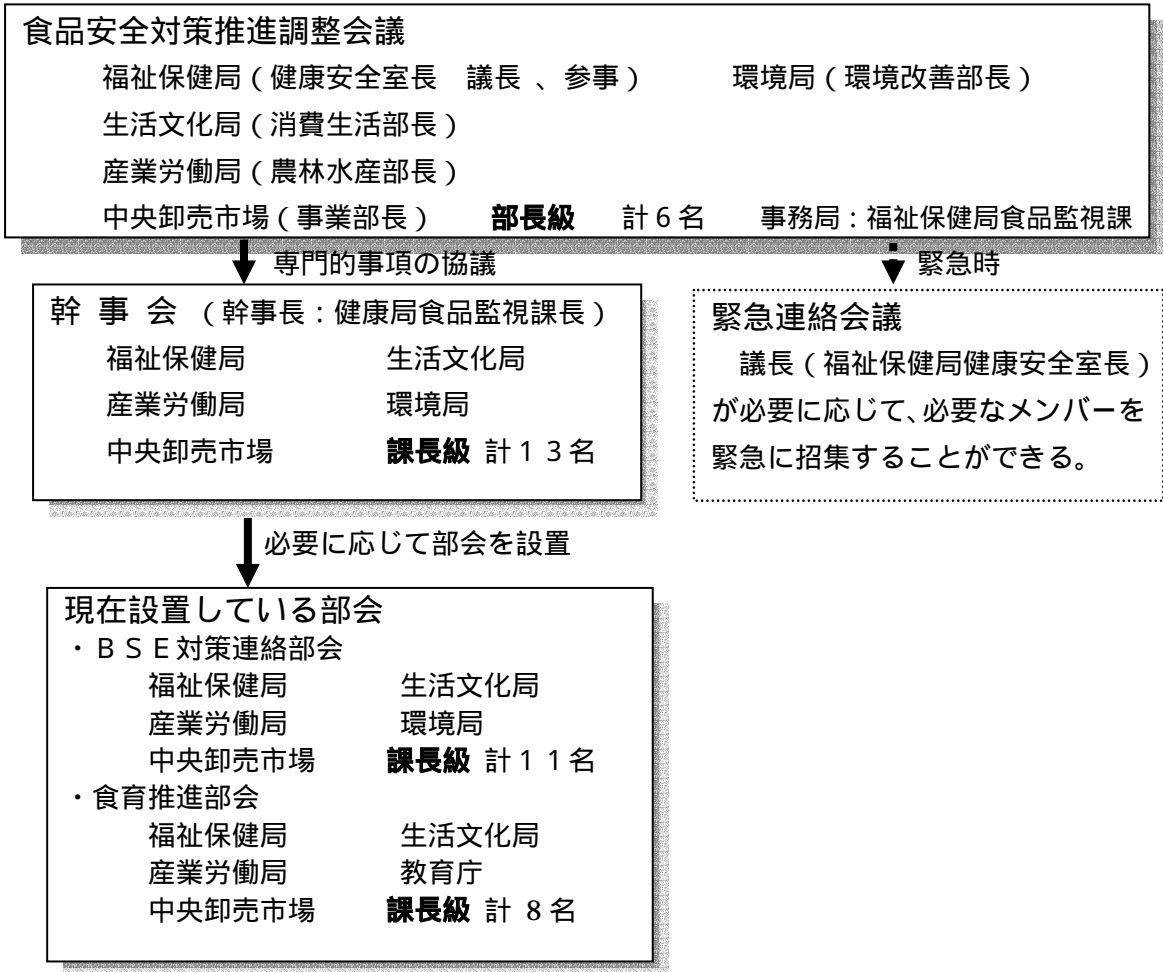 食品安全対策推進調整会議
福祉保健局（健康安全室長　議長、参事）　環境局（環境改善部長）
生活文化局（消費生活部長）
産業労働局（農林水産部長）
中央卸売市場（事業部長）　部長級　計６名　事務局：福祉保健局食品監視課
専門的事項の協議
緊急時
幹 事 会 （幹事長：健康局食品監視課長）
福祉保健局　生活文化局
産業労働局　環境局
中央卸売市場　課長級 計１３名
緊急連絡会議
議長（福祉保健局健康安全室長）
が必要に応じて、必要なメンバーを
緊急に招集することができる。
必要に応じて部会を設置
現在設置している部会
・ＢＳＥ対策連絡部会
福祉保健局　生活文化局
産業労働局　環境局
中央卸売市場　課長級 計１１名
・食育推進部会
福祉保健局　生活文化局
産業労働局　教育庁
中央卸売市場　課長級 計 8 名